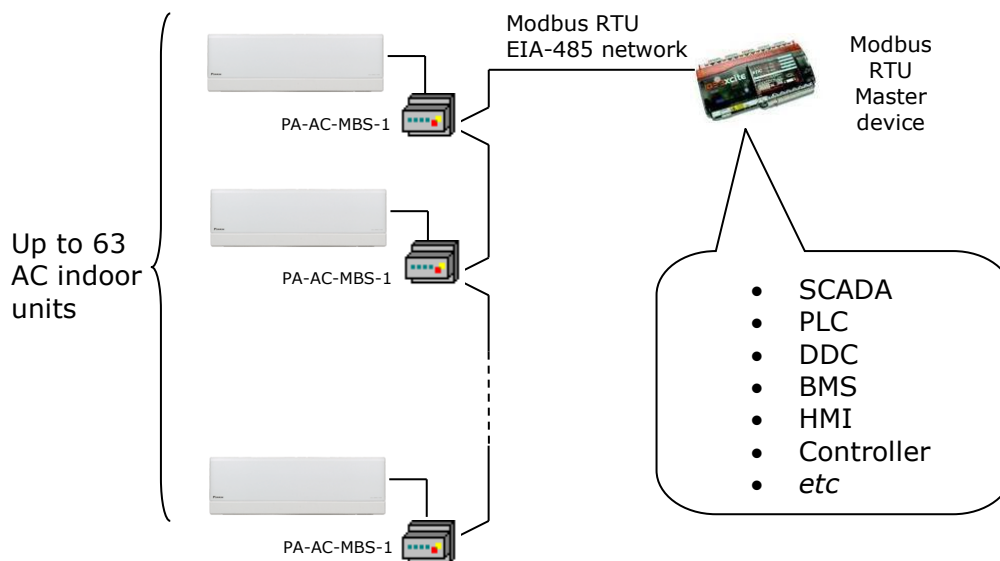 Modbus RTU
EIA-485 network
Modbus
RTU
Master
device
PA-AC-MBS-1
PA-AC-MBS-1
Up to 63
AC indoor
units
• SCADA
• PLC
• DDC
• BMS
• HMI
• Controller
• etc
PA-AC-MBS-1